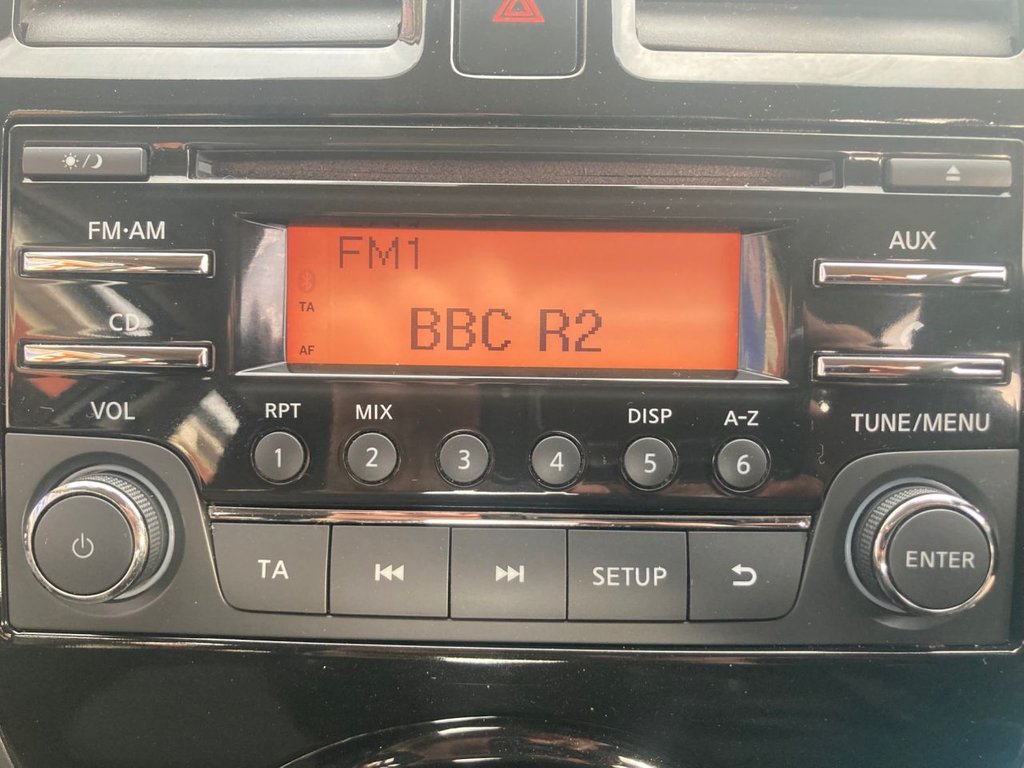 FM·AM
AUX
FM1
TA
CD
BBC R2
AF
VOL
RPT
MIX
DISP
A-Z
TUNE/MENU
1
2
3
4
5
6
TA
SETUP
ENTER